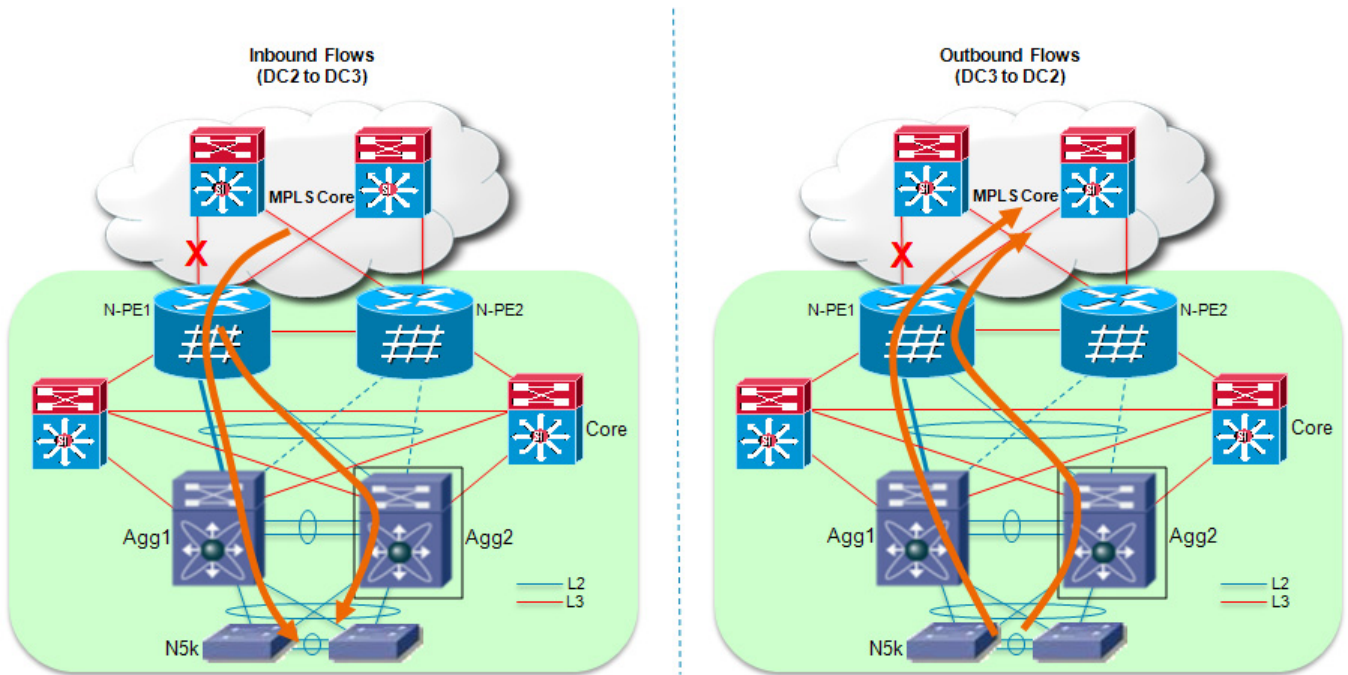 Inbound Flows
(DC2 to DC3)
MPLS Core
X
N-PE1
N-PE2
Core
Agg1
Agg2
L2
L3
N5k
Outbound Flows
(DC3 to DC2)
MPLS Core
X
N-PE1
N-PE2
Core
Agg1
Agg2
L2
L3
N5k